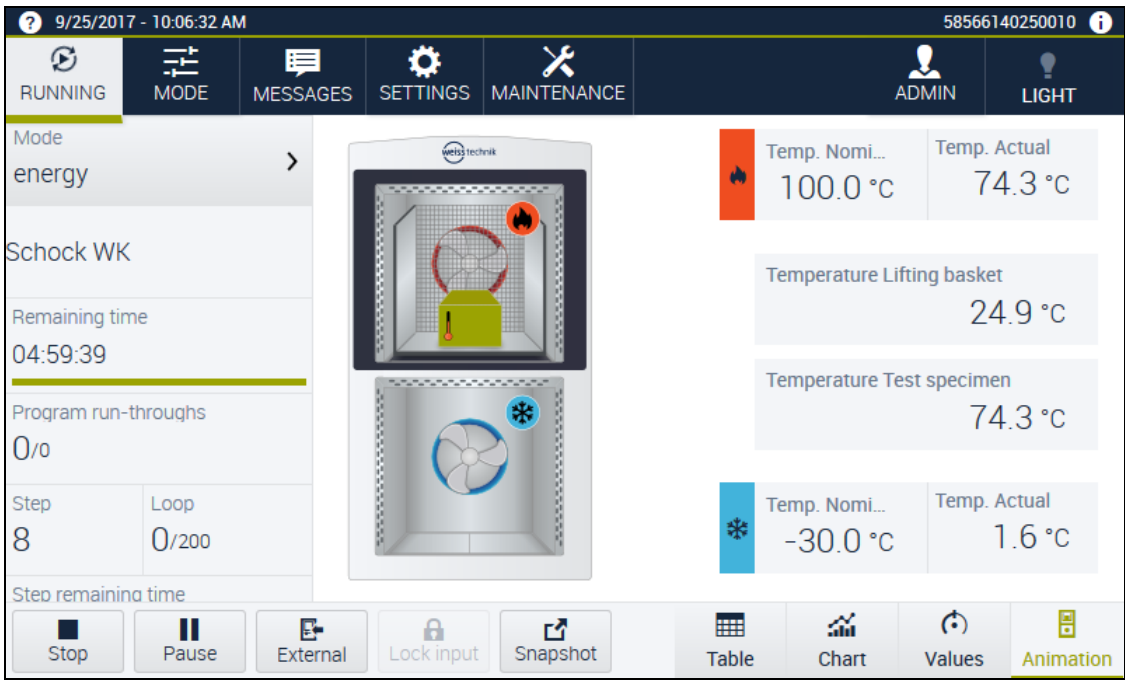 ? 9/25/2017 - 10:06:32 AM
58566140250010 i
RUNNING
MODE
MESSAGES
SETTINGS
MAINTENANCE
ADMIN
LIGHT
Mode
energy
Schock WK
Remaining time
04:59:39
Program run-throughs
0/0
Step
8
Loop
0/200
Step remaining time
weiss technik
Temp. Nomi...
100.0 °C
Temp. Actual
74.3 °C
Temperature Lifting basket
24.9 °C
Temperature Test specimen
74.3 °C
Temp. Nomi...
-30.0 °C
Temp. Actual
1.6 °C
Stop
Pause
External
Lock input
Snapshot
Table
Chart
Values
Animation